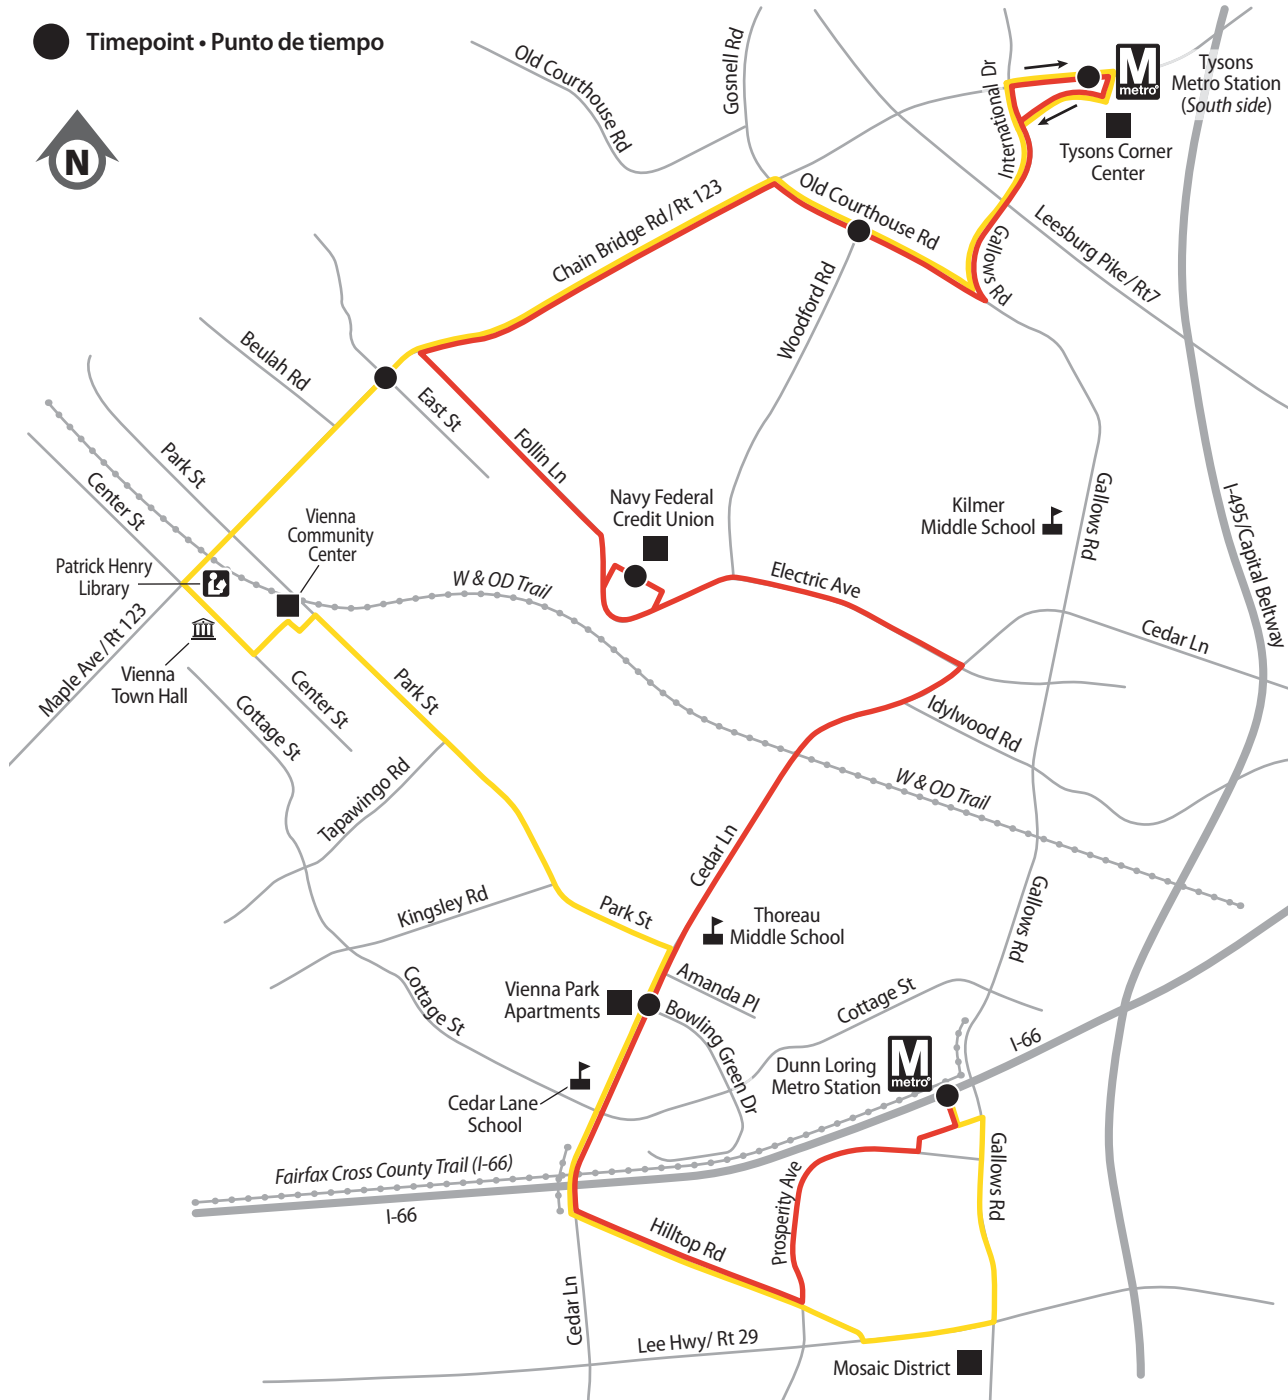 Timepoint • Punto de tiempo
N
Old Courthouse Rd
Gosnell Rd
International Dr
M
metro
Tysons
Metro Station
(South side)
Tysons Corner
Center
Chain Bridge Rd / Rt 123
Old Courthouse Rd
Gallows Rd
Leesburg Pike / Rt7
Woodford Rd
Beulah Rd
East St
Follin Ln
Park St
Center St
Vienna
Community
Center
Navy Federal
Credit Union
Kilmer
Middle School
Gallows Rd
I-495/Capital Beltway
Patrick Henry
Library
W & OD Trail
Electric Ave
Cedar Ln
Maple Ave / Rt 123
Vienna
Town Hall
Center St
Park St
Cottage St
Idylwood Rd
Tapawingo Rd
W & OD Trail
Cedar Ln
Kingsley Rd
Park St
Thoreau
Middle School
Gallows Rd
Cottage St
Vienna Park
Apartments
Amanda Pl
Bowling Green Dr
Cottage St
I-66
Dunn Loring
Metro Station
M
metro
Cedar Lane
School
Fairfax Cross County Trail (I-66)
I-66
Hilltop Rd
Prosperity Ave
Gallows Rd
Cedar Ln
Lee Hwy/ Rt 29
Mosaic District